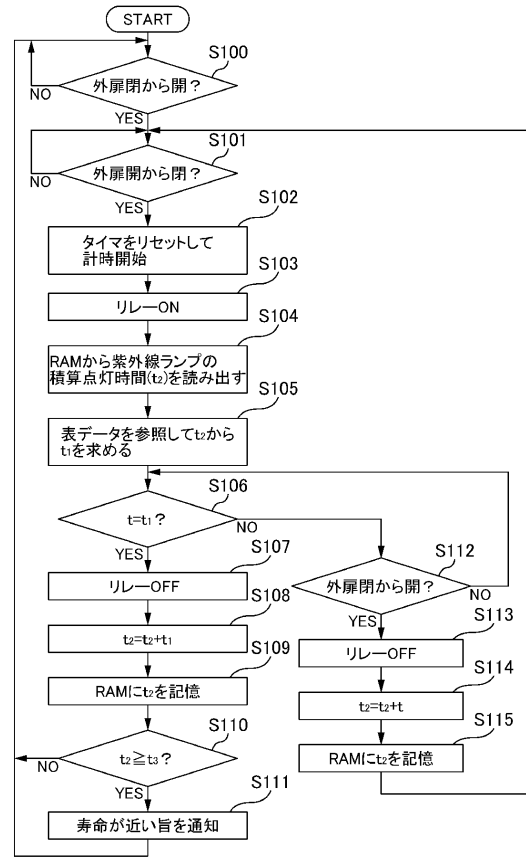 START
S100
外扉閉から開？
NO
YES
S101
外扉開から閉？
NO
YES
S102
タイマをリセットして
計時開始
S103
リレーON
S104
RAMから紫外線ランプの
積算点灯時間(t₂)を読み出す
S105
表データを参照してt₂から
t₁を求める
S106
t=t₁？
NO
YES
S107
リレーOFF
S108
t₂=t₂+t₁
S109
RAMにt₂を記憶
S110
t₂≧t₃？
NO
YES
S111
寿命が近い旨を通知
S112
外扉閉から開？
NO
YES
S113
リレーOFF
S114
t₂=t₂+t
S115
RAMにt₂を記憶